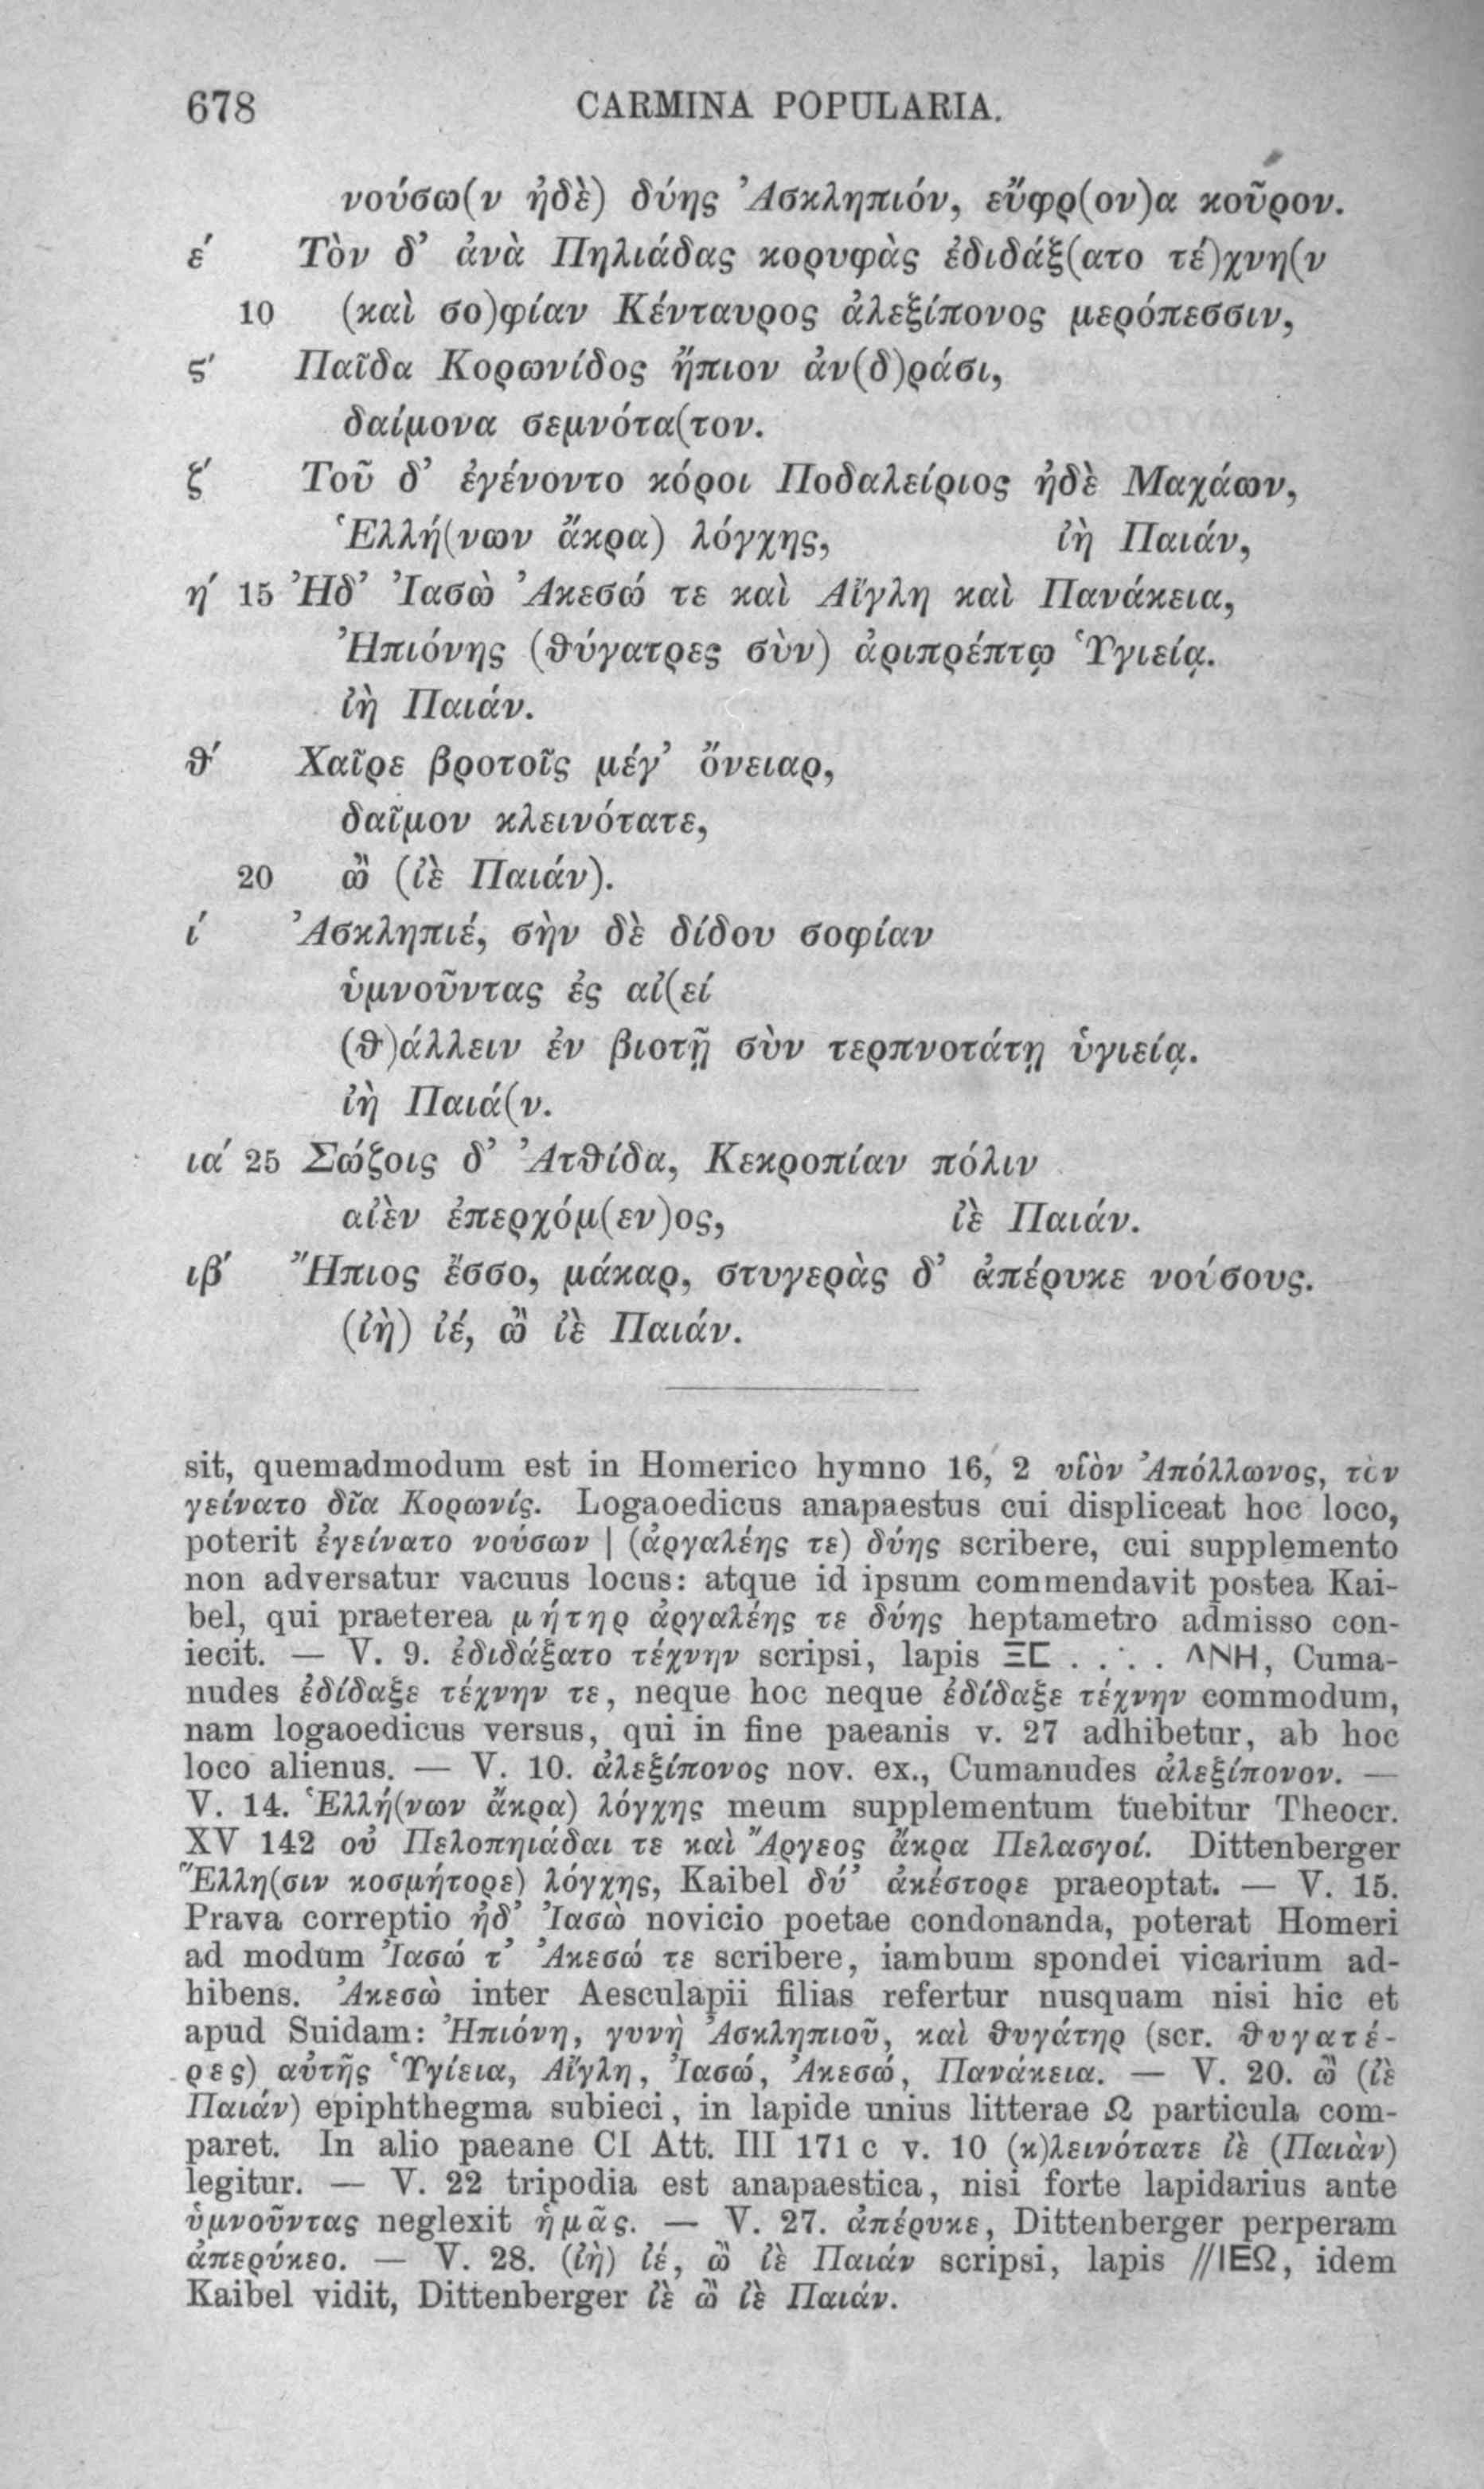 678 CARMINA POPULARIA.
νούσω(ν ἠδὲ) δύης Ἀσκληπιόν, εὔφρ(ον)α κοῦρον.
ε΄ Τὸν δ’ ἀνὰ Πηλιάδας κορυφὰς ἐδιδάξ(ατο τέ)χνη(ν
10 (καὶ σο)φίαν Κένταυρος ἀλεξίπονος μερόπεσσιν,
ς΄ Παῖδα Κορωνίδος ἤπιον ἀν(δ)ράσι,
δαίμονα σεμνότα(τον.
ζ΄ Τοῦ δ’ ἐγένοντο κόροι Ποδαλείριος ἠδὲ Μαχάων,
Ἑλλή(νων ἄκρα) λόγχης, ἰὴ Παιάν,
η΄ 15 Ἠδ’ Ἰασὼ Ἀκεσώ τε καὶ Αἴγλη καὶ Πανάκεια,
Ἠπιόνης (θύγατρες σὺν) ἀριπρέπτῳ Ὑγιείᾳ.
ἰὴ Παιάν.
θ΄ Χαῖρε βροτοῖς μέγ’ ὄνειαρ,
δαῖμον κλεινότατε,
20 ὢ (ἰὲ Παιάν).
ι΄ Ἀσκληπιέ, σὴν δὲ δίδου σοφίαν
ὑμνοῦντας ἐς αἰ(εί
(θ)άλλειν ἐν βιοτῇ σὺν τερπνοτάτῃ ὑγιείᾳ.
ἰὴ Παιά(ν.
ια΄ 25 Σώζοις δ’ Ἀτθίδα, Κεκροπίαν πόλιν
αἰὲν ἐπερχόμ(εν)ος, ἰὲ Παιάν.
ιβ΄ Ἤπιος ἔσσο, μάκαρ, στυγερὰς δ’ ἀπέρυκε νούσους.
(ἰὴ) ἰέ, ὢ ἰὲ Παιάν.
sit, quemadmodum est in Homerico hymno 16, 2 υἱὸν Ἀπόλλωνος, τὸν
γείνατο δῖα Κορωνίς. Logaoedicus anapaestus cui displiceat hoc loco,
poterit ἐγείνατο νούσων | (ἀργαλέης τε) δύης scribere, cui supplemento
non adversatur vacuus locus: atque id ipsum commendavit postea Kai-
bel, qui praeterea μήτηρ ἀργαλέης τε δύης heptametro admisso con-
iecit. — V. 9. ἐδιδάξατο τέχνην scripsi, lapis ΞΕ . . . . ΛΝΗ, Cuma-
nudes ἐδίδαξε τέχνην τε, neque hoc neque ἐδίδαξε τέχνην commodum,
nam logaoedicus versus, qui in fine paeanis v. 27 adhibetur, ab hoc
loco alienus. — V. 10. ἀλεξίπονος nov. ex., Cumanudes ἀλεξίπονον. —
V. 14. Ἑλλή(νων ἄκρα) λόγχης meum supplementum tuebitur Theocr.
XV 142 οὐ Πελοπηιάδαι τε καὶ Ἄργεος ἄκρα Πελασγοί. Dittenberger
Ἕλλη(σιν κοσμήτορε) λόγχης, Kaibel δύ’ ἀκέστορε praeoptat. — V. 15.
Prava correptio ἠδ’ Ἰασὼ novicio poetae condonanda, poterat Homeri
ad modum Ἰασώ τ’ Ἀκεσώ τε scribere, iambum spondei vicarium ad-
hibens. Ἀκεσὼ inter Aesculapii filias refertur nusquam nisi hic et
apud Suidam: Ἠπιόνη, γυνὴ Ἀσκληπιοῦ, καὶ θυγάτηρ (scr. θυγατέ-
ρες) αὐτῆς Ὑγίεια, Αἴγλη, Ἰασώ, Ἀκεσώ, Πανάκεια. — V. 20. ὢ (ἰὲ
Παιάν) epiphthegma subieci, in lapide unius litterae Ω particula com-
paret. In alio paeane CI Att. III 171 c v. 10 (κ)λεινότατε ἰὲ (Παιὰν)
legitur. — V. 22 tripodia est anapaestica, nisi forte lapidarius ante
ὑμνοῦντας neglexit ἡμᾶς. — V. 27. ἀπέρυκε, Dittenberger perperam
ἀπερύκεο. — V. 28. (ἰὴ) ἰέ, ὢ ἰὲ Παιάν scripsi, lapis //ΙΕΩ, idem
Kaibel vidit, Dittenberger ἰὲ ὢ ἰὲ Παιάν.